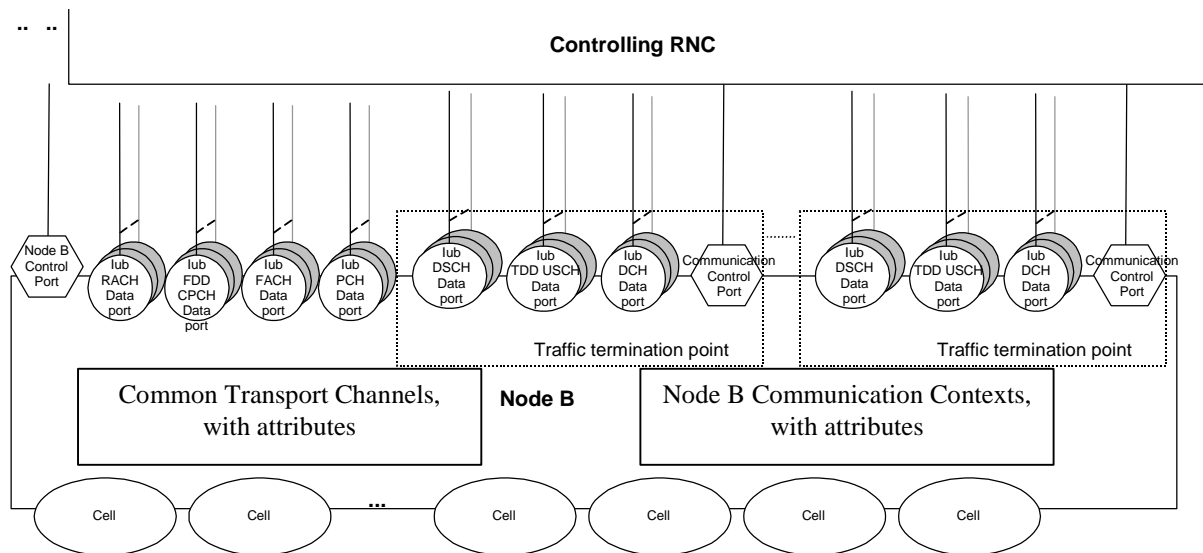 .. ..
Controlling RNC
Node B
Control
Port
Iub
RACH
Data
port
Iub
FDD
CPCH
Data
port
Iub
FACH
Data
port
Iub
PCH
Data
port
Iub
DSCH
Data
port
Iub
TDD USCH
Data
port
Iub
DCH
Data
port
Communication
Control
Port
Iub
DSCH
Data
port
Iub
TDD USCH
Data
port
Iub
DCH
Data
port
Communication
Control
Port
Traffic termination point
Traffic termination point
Common Transport Channels,
with attributes
Node B
Node B Communication Contexts,
with attributes
Cell
Cell
...
Cell
Cell
Cell
Cell